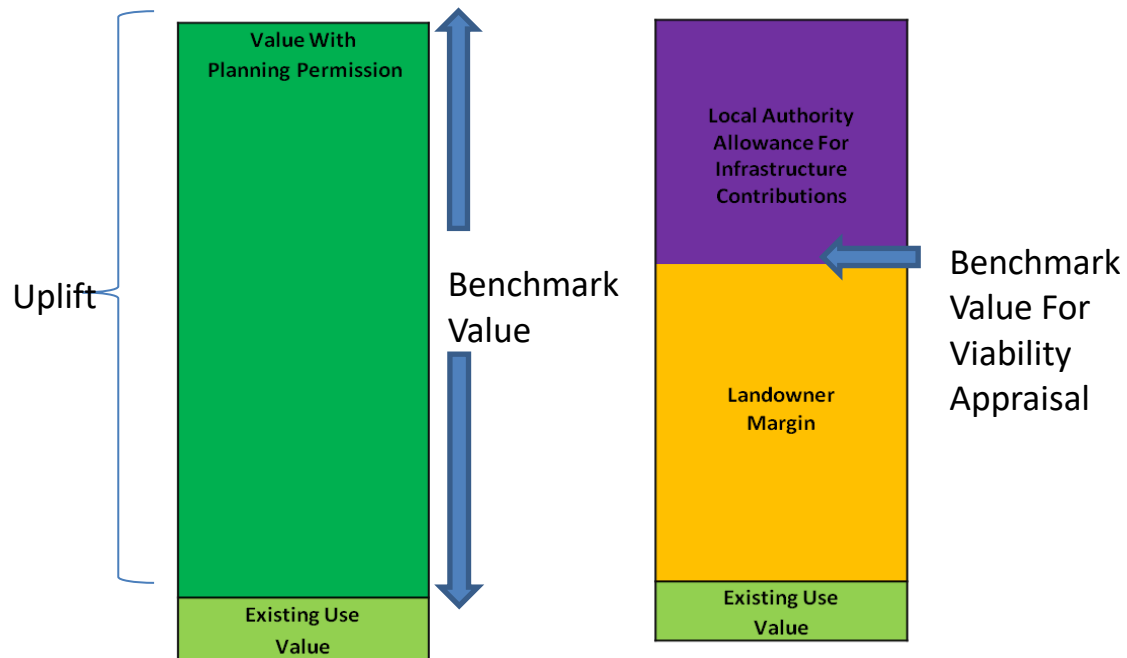 Value With
Planning Permission
Uplift
Benchmark
Value
Existing Use
Value
Local Authority
Allowance For
Infrastructure
Contributions
Landowner
Margin
Existing Use
Value
Benchmark
Value For
Viability
Appraisal